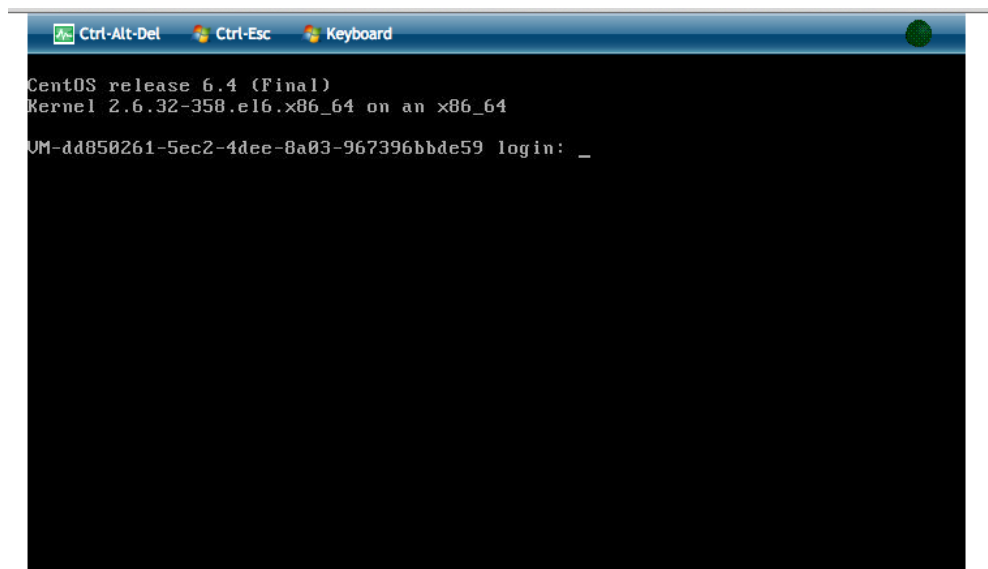 Ctrl-Alt-Del Ctrl-Esc Keyboard
CentOS release 6.4 (Final)
Kernel 2.6.32-358.el6.x86_64 on an x86_64
VM-dd850261-5ec2-4dee-8a03-967396bbde59 login: _